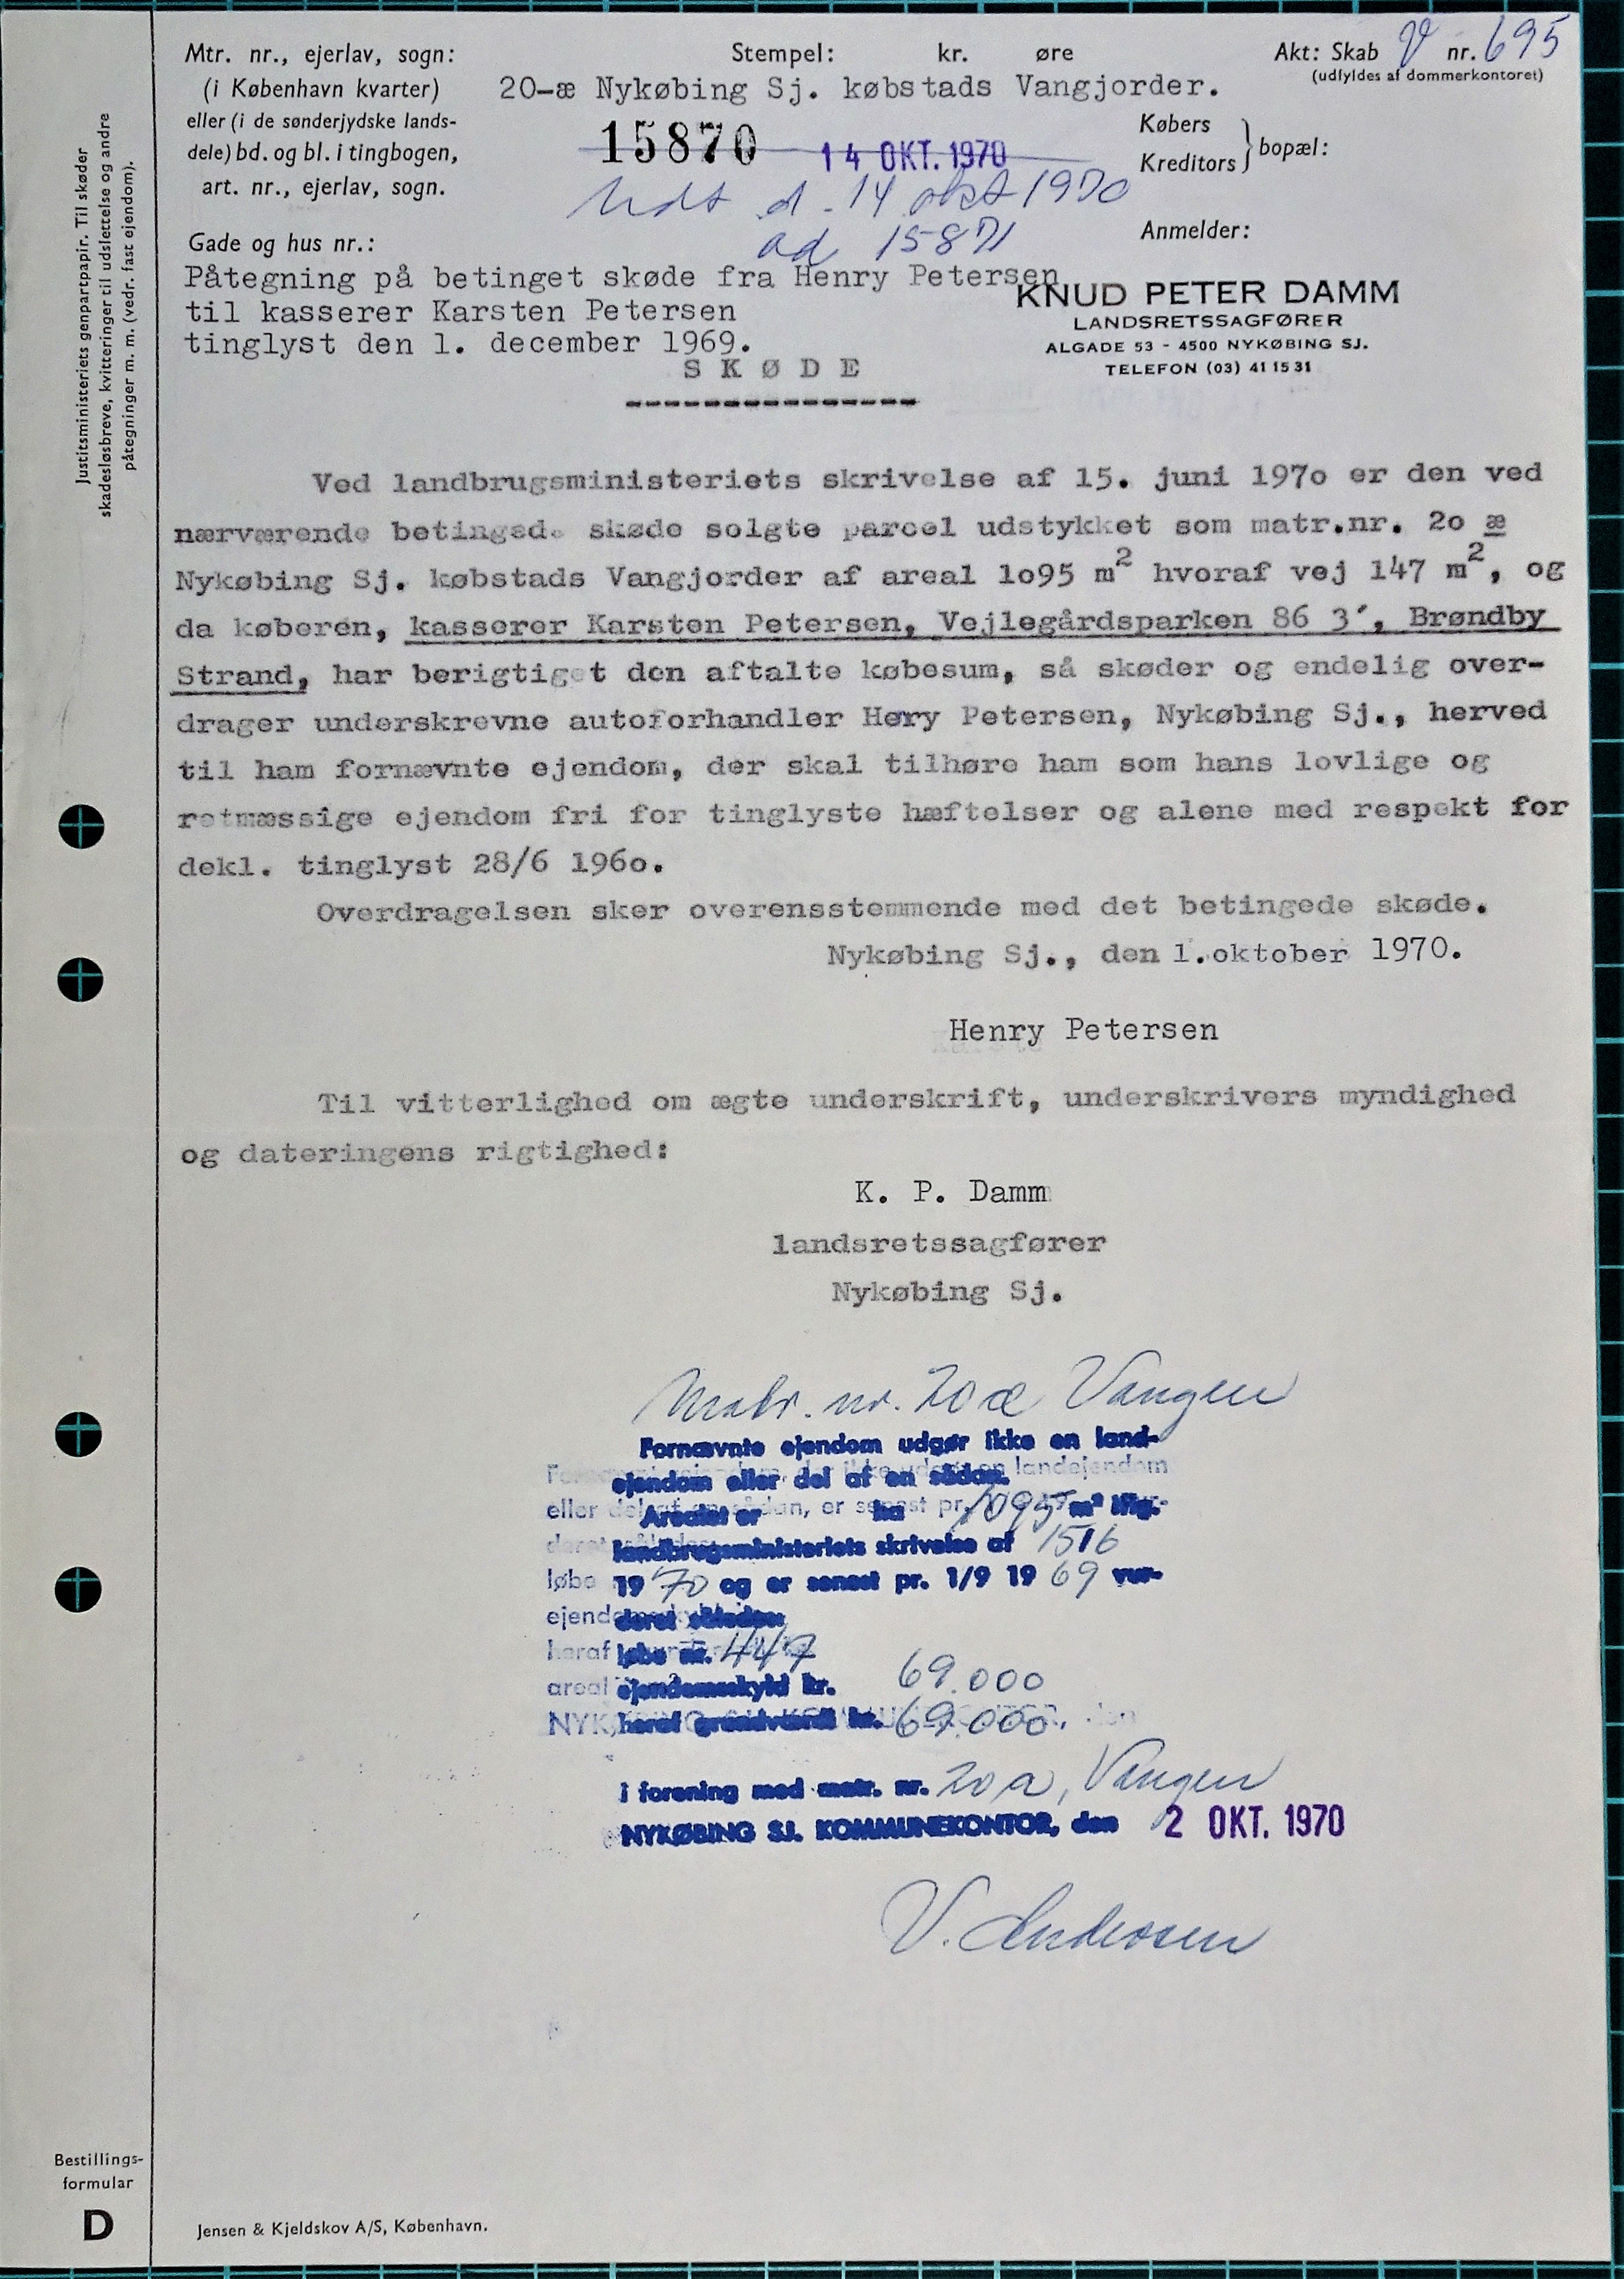 Justitsministeriets genpartpapir. Til skøder
skadesløsbreve, kvitteringer til udslettelse og andre
påtegninger m. m. (vedr. fast ejendom).
Mtr. nr., ejerlav, sogn:
(i København kvarter)
eller (i de sønderjydske lands-
dele) bd. og bl. i tingbogen,
art. nr., ejerlav, sogn.
Gade og hus nr.:
Stempel: kr. øre
Akt: Skab V nr. 695
(udfyldes af dommerkontoret)
20-æ Nykøbing Sj. købstads Vangjorder.
15870 14 OKT. 1970
Købers
Kreditors } bopæl:
d. 14 okt 1970
ad 15871
Anmelder:
Påtegning på betinget skøde fra Henry Petersen
til kasserer Karsten Petersen
tinglyst den 1. december 1969.
KNUD PETER DAMM
LANDSRETSSAGFØRER
ALGADE 53 - 4500 NYKØBING SJ.
TELEFON (03) 41 15 31
S K Ø D E
Ved landbrugsministeriets skrivelse af 15. juni 197o er den ved
nærværende betingede skøde solgte parcel udstykket som matr.nr. 2o æ
Nykøbing Sj. købstads Vangjorder af areal 1o95 m² hvoraf vej 147 m², og
da køberen, kasserer Karsten Petersen, Vejlegårdsparken 86 3', Brøndby
Strand, har berigtiget den aftalte købesum, så skøder og endelig over-
drager underskrevne autoforhandler Henry Petersen, Nykøbing Sj., herved
til ham fornævnte ejendom, der skal tilhøre ham som hans lovlige og
retmæssige ejendom fri for tinglyste hæftelser og alene med respekt for
dekl. tinglyst 28/6 196o.
Overdragelsen sker overensstemmende med det betingede skøde.
Nykøbing Sj., den 1.oktober 1970.
Henry Petersen
Til vitterlighed om ægte underskrift, underskrivers myndighed
og dateringens rigtighed:
K. P. Damm
landsretssagfører
Nykøbing Sj.
Matr. nr. 20 æ Vangen
Fornævnte ejendom udgør ikke en land-
ejendom eller del af en sådan.
Arealet er ha 1095 m² iflg.
landbrugsministeriets skrivelse af 15/6
1970 og er senest pr. 1/9 1969 vur-
deret således:
løbe nr. 447
ejendomsskyld kr. 69.000
heraf grundværdi kr. 69.000.
i forening med matr. nr. 20 a, Vangen
NYKØBING SJ. KOMMUNEKONTOR, den 2 OKT. 1970
V. Andersen
Bestillings-
formular
D
Jensen & Kjeldskov A/S, København.